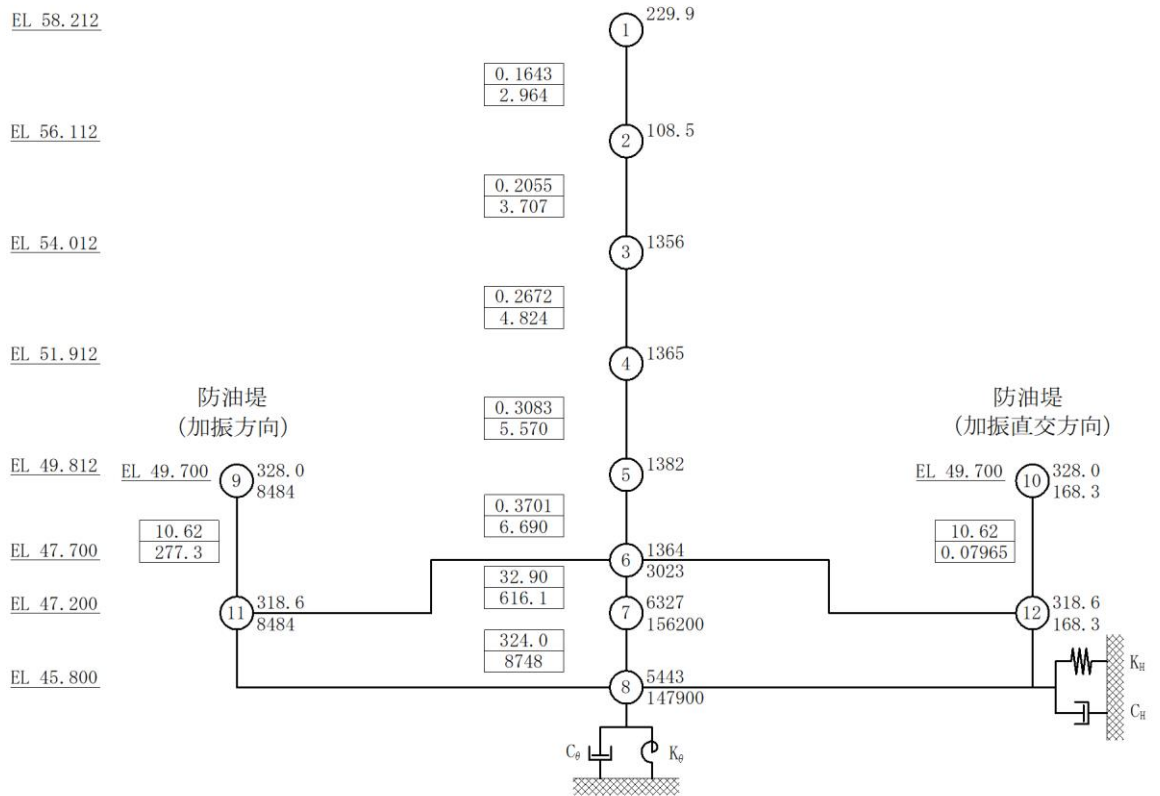 EL 58.212
① 229.9
0.1643
2.964
EL 56.112
② 108.5
0.2055
3.707
EL 54.012
③ 1356
0.2672
4.824
EL 51.912
④ 1365
防油堤
(加振方向)
0.3083
5.570
防油堤
(加振直交方向)
EL 49.812
EL 49.700
⑨ 328.0
8484
⑤ 1382
EL 49.700
⑩ 328.0
168.3
10.62
277.3
0.3701
6.690
10.62
0.07965
EL 47.700
⑥ 1364
3023
32.90
616.1
EL 47.200
⑪ 318.6
8484
⑦ 6327
156200
⑫ 318.6
168.3
324.0
8748
EL 45.800
⑧ 5443
147900
KH
CH
Cθ
Kθ